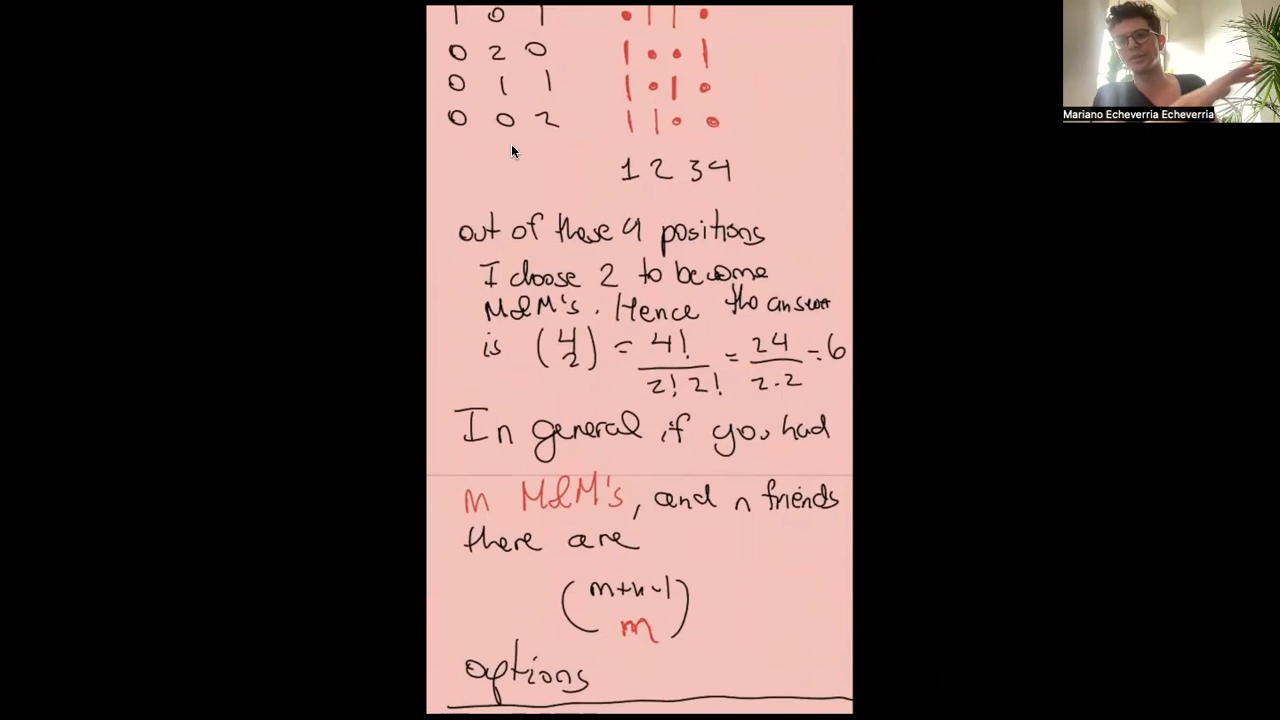 1 0 1 • | | •
0 2 0 | • • |
0 1 1 | • | •
0 0 2 | | • •
1 2 3 4
out of these 4 positions
I choose 2 to become
M&M's. Hence the answer
is (4 2) = 4!/2! 2! = 24/2·2 = 6
In general if you had
m M&M's, and n friends
there are
(m+n-1 m)
options
Mariano Echeverria Echeverria